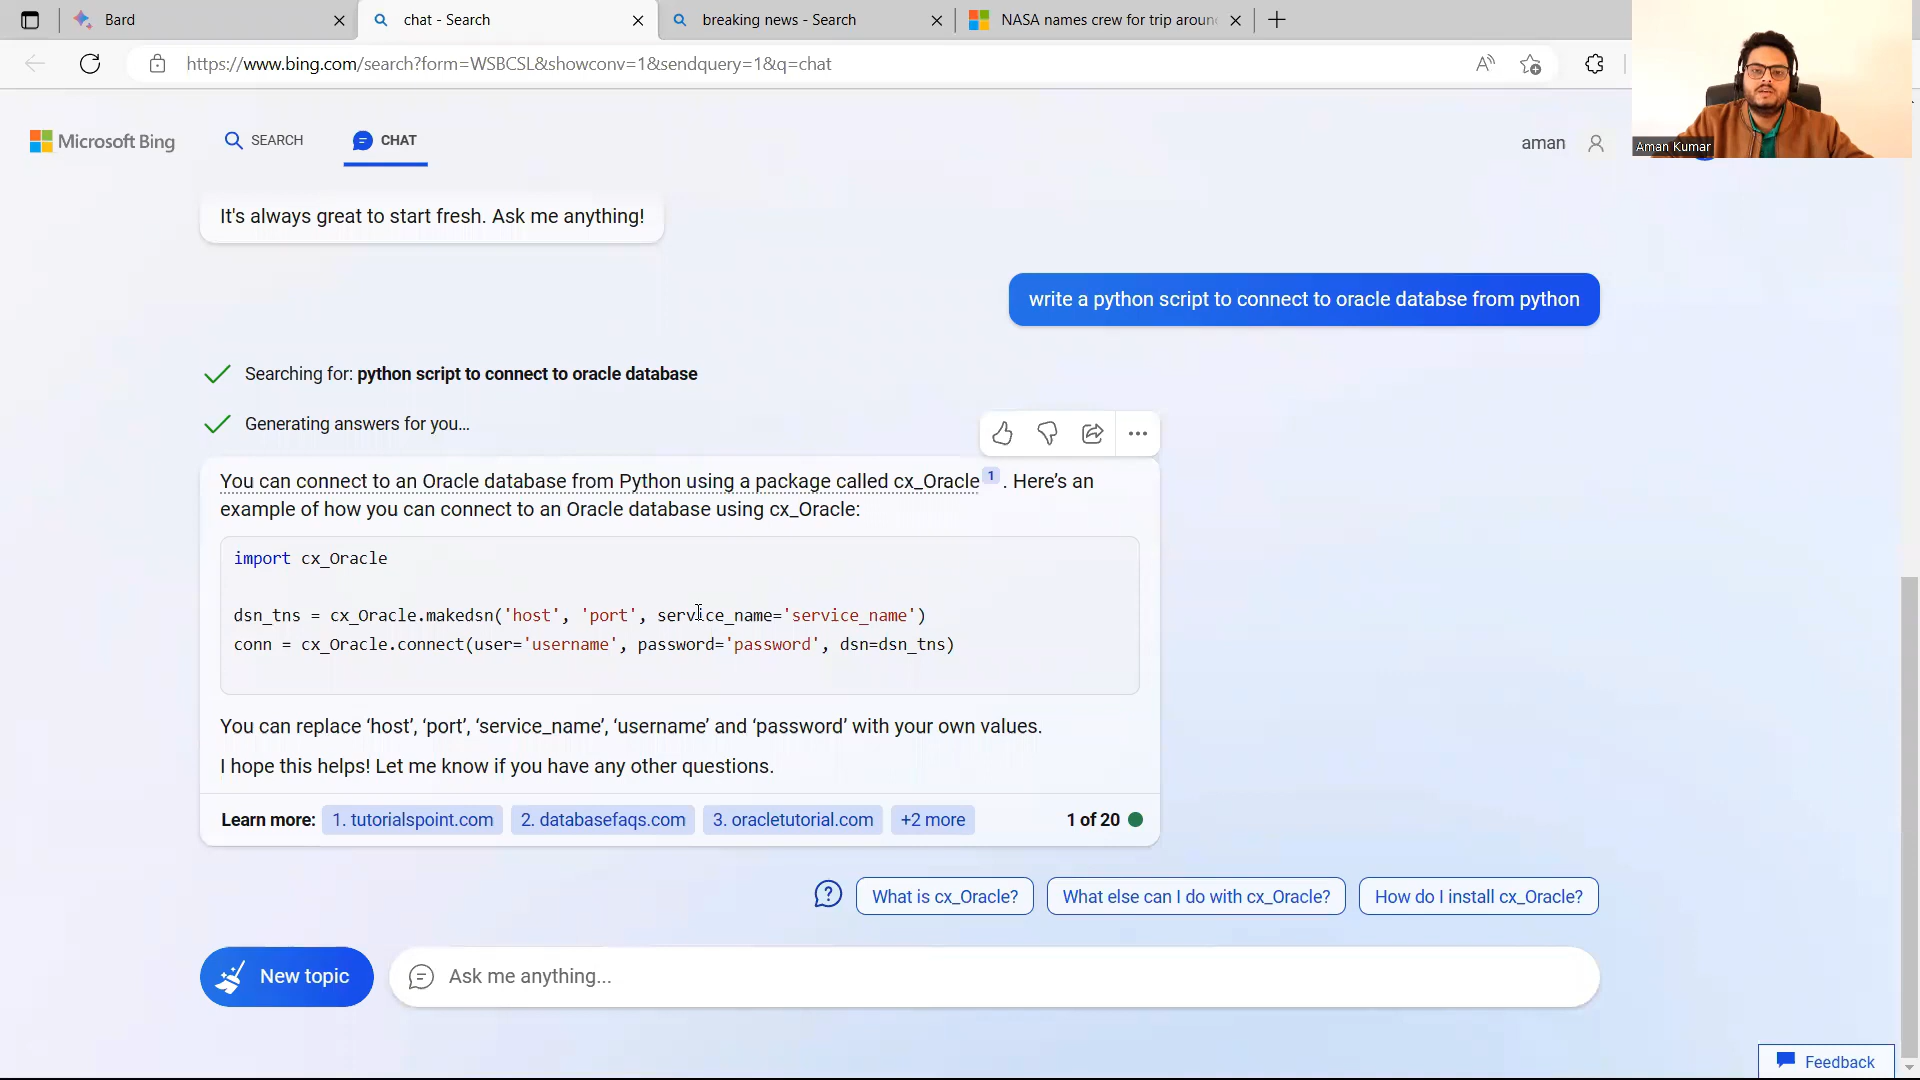 Bard
chat - Search
breaking news - Search
NASA names crew for trip aroun
https://www.bing.com/search?form=WSBCSL&showconv=1&sendquery=1&q=chat
Microsoft Bing
SEARCH
CHAT
aman
Aman Kumar
It's always great to start fresh. Ask me anything!
write a python script to connect to oracle databse from python
Searching for: python script to connect to oracle database
Generating answers for you...
You can connect to an Oracle database from Python using a package called cx_Oracle 1 . Here’s an
example of how you can connect to an Oracle database using cx_Oracle:
import cx_Oracle
dsn_tns = cx_Oracle.makedsn('host', 'port', service_name='service_name')
conn = cx_Oracle.connect(user='username', password='password', dsn=dsn_tns)
You can replace ‘host’, ‘port’, ‘service_name’, ‘username’ and ‘password’ with your own values.
I hope this helps! Let me know if you have any other questions.
Learn more: 1. tutorialspoint.com 2. databasefaqs.com 3. oracletutorial.com +2 more 1 of 20
What is cx_Oracle? What else can I do with cx_Oracle? How do I install cx_Oracle?
New topic
Ask me anything...
Feedback